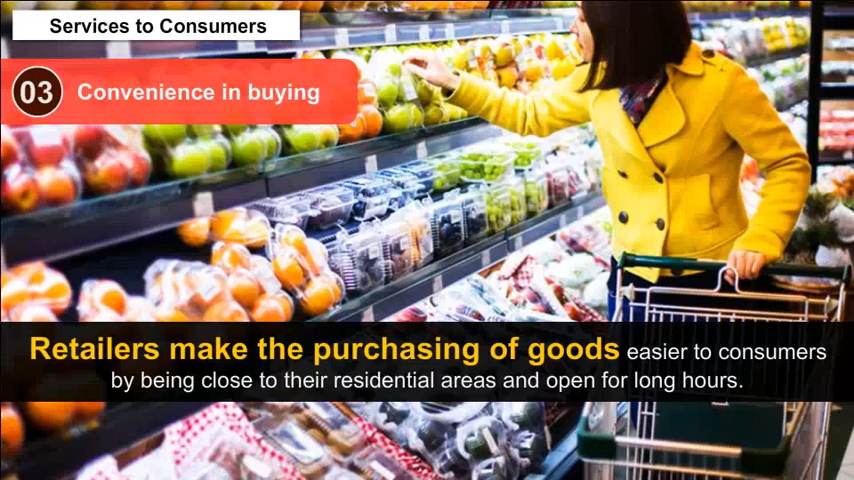 Services to Consumers
03 Convenience in buying
Retailers make the purchasing of goods easier to consumers
by being close to their residential areas and open for long hours.